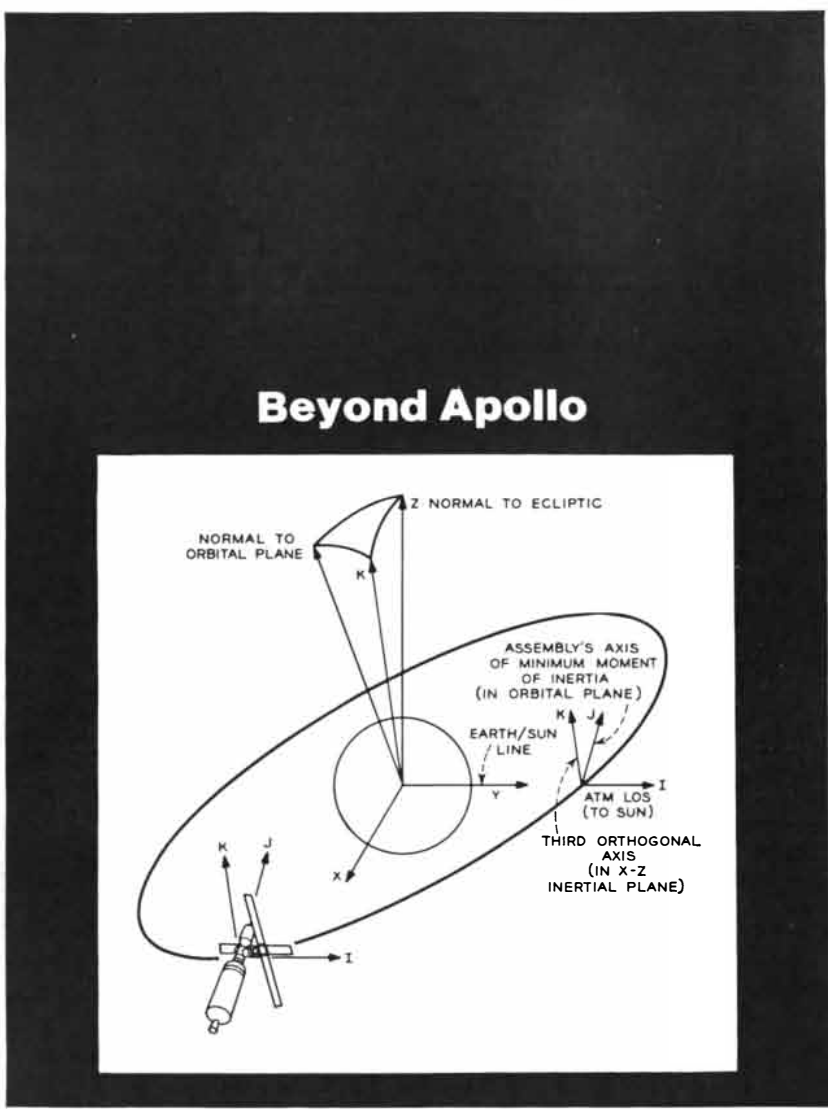 Beyond Apollo
Z NORMAL TO ECLIPTIC
NORMAL TO
ORBITAL PLANE
K
ASSEMBLY'S AXIS
OF MINIMUM MOMENT
OF INERTIA
(IN ORBITAL PLANE)
K
J
EARTH/SUN
LINE
I
Y
ATM LOS
(TO SUN)
THIRD ORTHOGONAL
AXIS
(IN X-Z
INERTIAL PLANE)
X
K
J
I